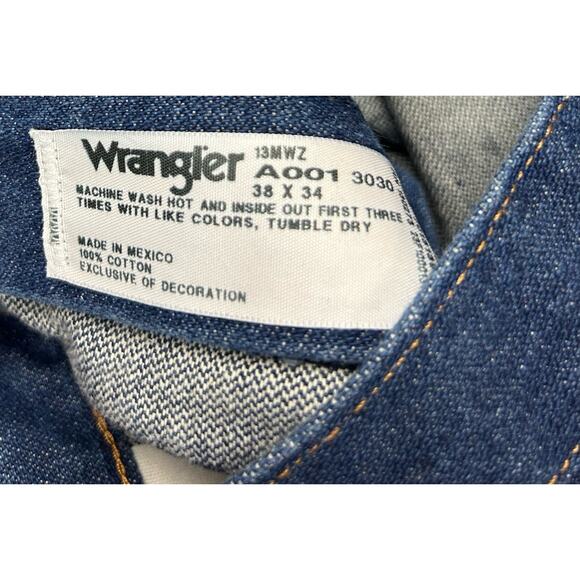 Wrangler 13MWZ
A001 3030
38 X 34
MACHINE WASH HOT AND INSIDE OUT FIRST THREE
TIMES WITH LIKE COLORS, TUMBLE DRY
MADE IN MEXICO
100% COTTON
EXCLUSIVE OF DECORATION